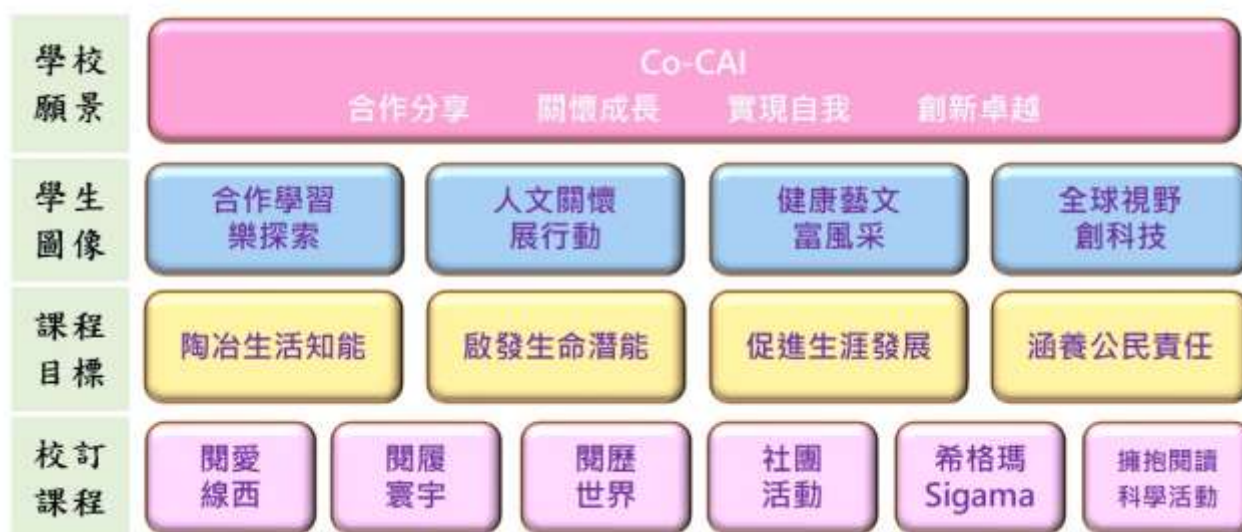 學校
願景
Co-CAI
合作分享 關懷成長 實現自我 創新卓越
學生
圖像
合作學習
樂探索
人文關懷
展行動
健康藝文
富風采
全球視野
創科技
課程
目標
陶冶生活知能
啟發生命潛能
促進生涯發展
涵養公民責任
校訂
課程
閱愛
線西
閱履
寰宇
閱歷
世界
社團
活動
希格瑪
Sigama
擁抱閱讀
科學活動